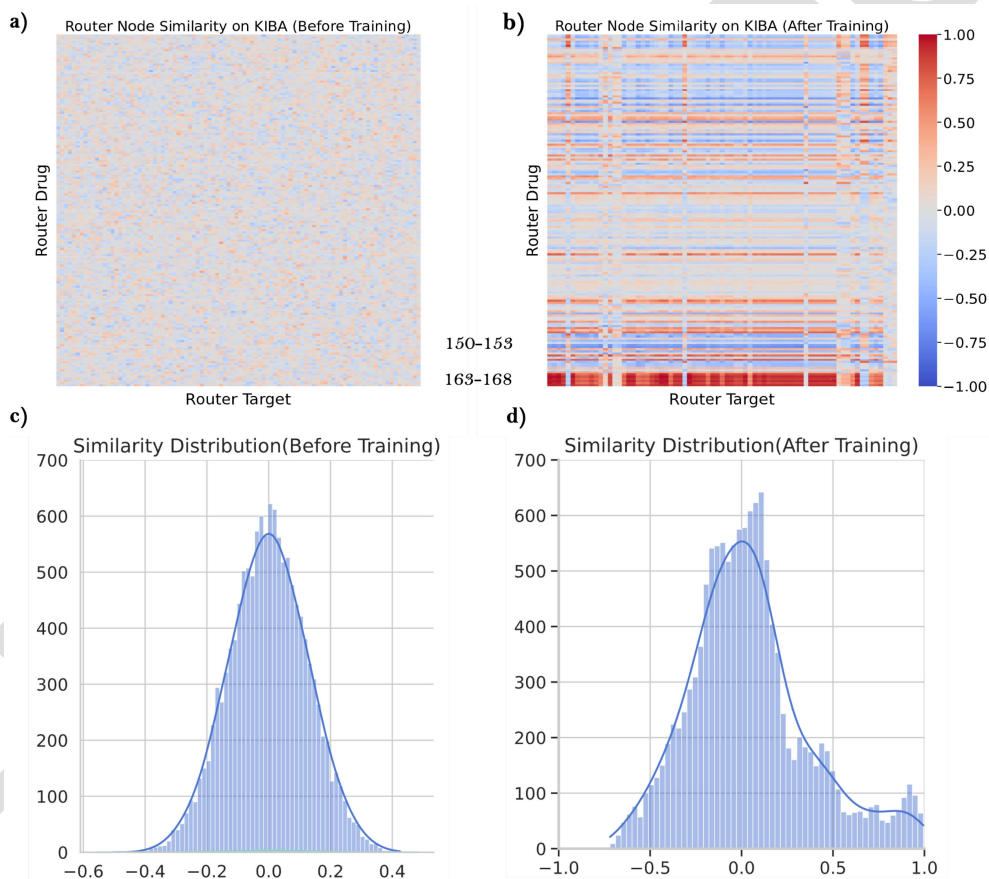 a)
Router Node Similarity on KIBA (Before Training)
Router Drug
Router Target
b)
Router Node Similarity on KIBA (After Training)
Router Drug
150-153
163-168
Router Target
1.00
0.75
0.50
0.25
0.00
−0.25
−0.50
−0.75
−1.00
c)
Similarity Distribution(Before Training)
700
600
500
400
300
200
100
0
−0.6 −0.4 −0.2 0.0 0.2 0.4
d)
Similarity Distribution(After Training)
700
600
500
400
300
200
100
0
−1.0 −0.5 0.0 0.5 1.0